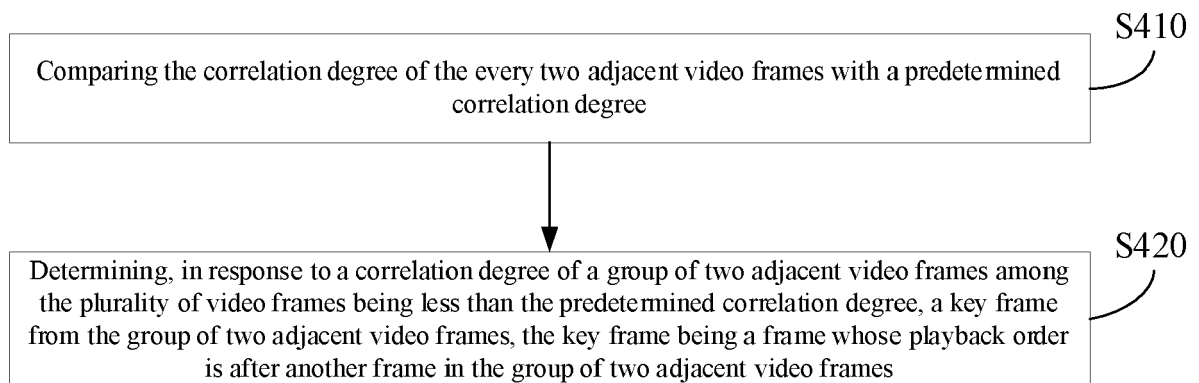 S410
Comparing the correlation degree of the every two adjacent video frames with a predetermined
correlation degree
S420
Determining, in response to a correlation degree of a group of two adjacent video frames among
the plurality of video frames being less than the predetermined correlation degree, a key frame
from the group of two adjacent video frames, the key frame being a frame whose playback order
is after another frame in the group of two adjacent video frames